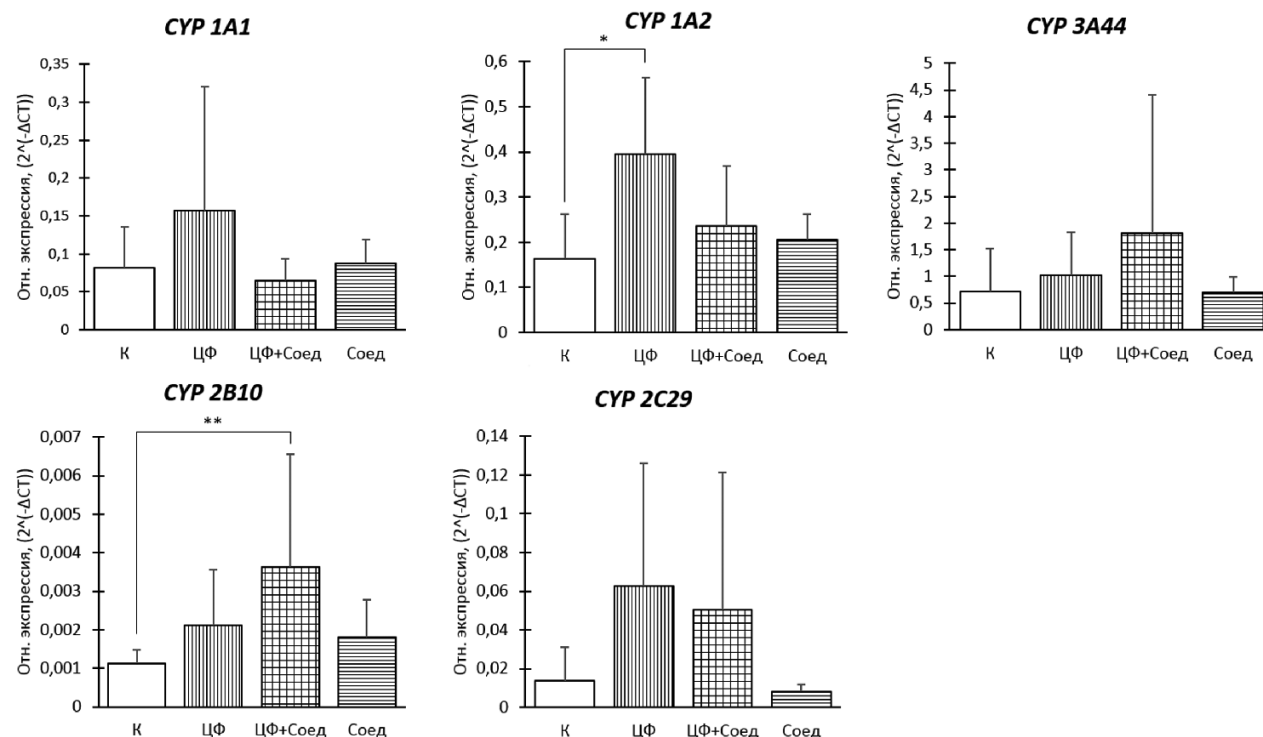 CYP 1A1
Отн. экспрессия, (2^(-ΔCT))
0,35
0,3
0,25
0,2
0,15
0,1
0,05
0
К ЦФ ЦФ+Соед Соед
CYP 1A2
*
Отн. экспрессия, (2^(-ΔCT))
0,6
0,5
0,4
0,3
0,2
0,1
0
К ЦФ ЦФ+Соед Соед
CYP 3A44
Отн. экспрессия, (2^(-ΔCT))
5
4,5
4
3,5
3
2,5
2
1,5
1
0,5
0
К ЦФ ЦФ+Соед Соед
CYP 2B10
**
Отн. экспрессия, (2^(-ΔCT))
0,007
0,006
0,005
0,004
0,003
0,002
0,001
0
К ЦФ ЦФ+Соед Соед
CYP 2C29
Отн. экспрессия, (2^(-ΔCT))
0,14
0,12
0,1
0,08
0,06
0,04
0,02
0
К ЦФ ЦФ+Соед Соед